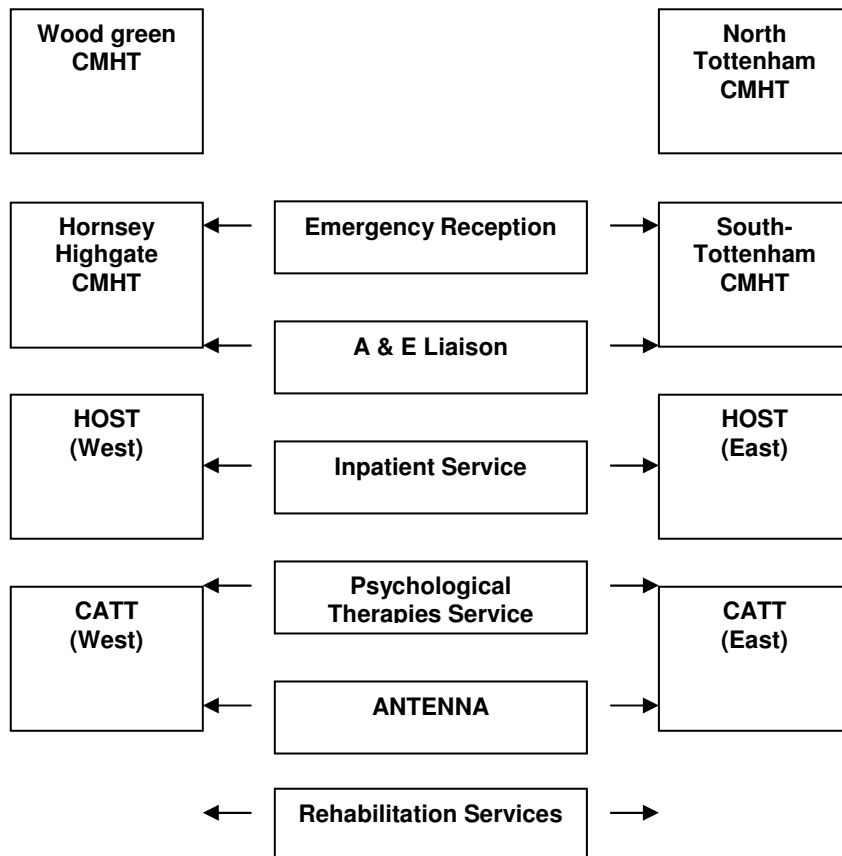 Wood green
CMHT
North
Tottenham
CMHT
Hornsey
Highgate
CMHT
Emergency Reception
South-
Tottenham
CMHT
A & E Liaison
HOST
(West)
Inpatient Service
HOST
(East)
CATT
(West)
Psychological
Therapies Service
CATT
(East)
ANTENNA
Rehabilitation Services